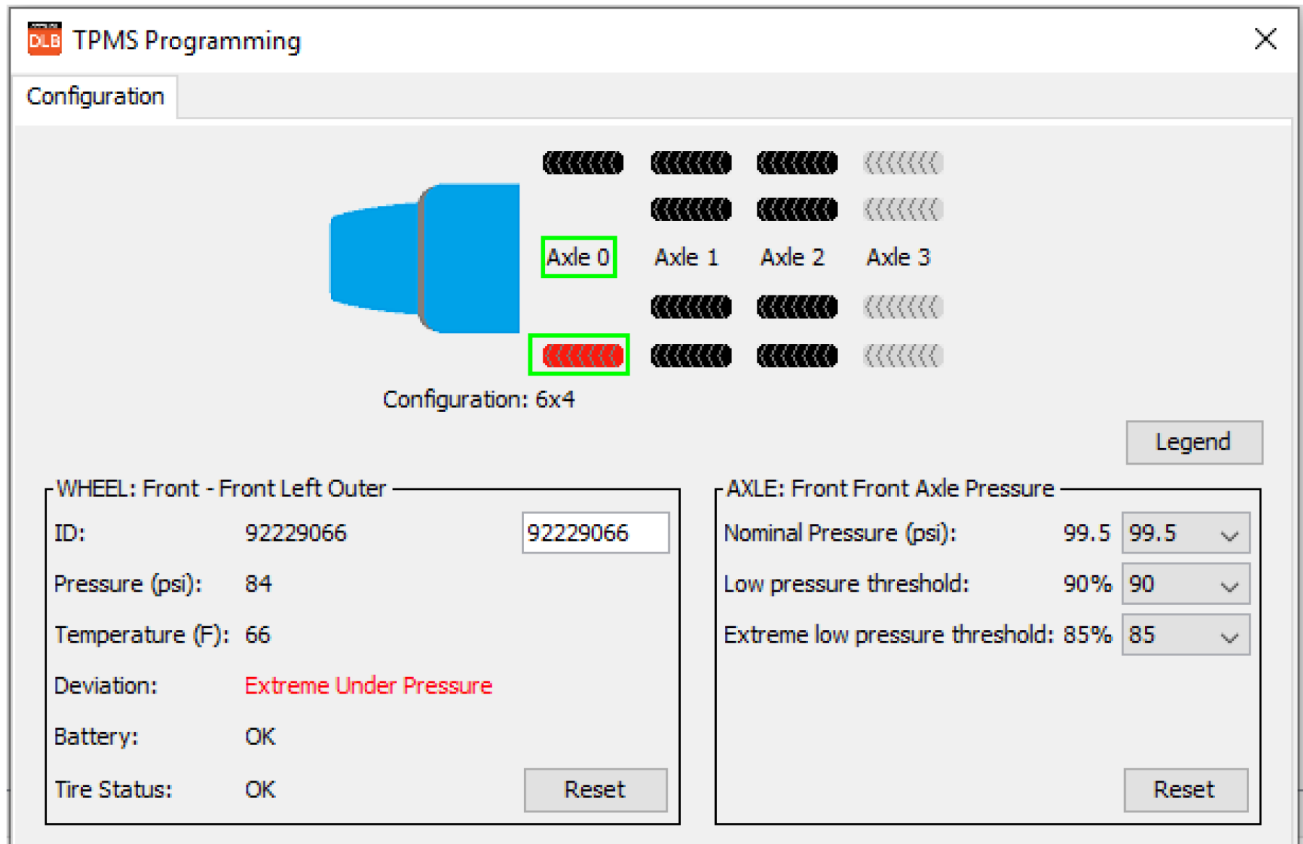 DLB TPMS Programming
Configuration
Axle 0 Axle 1 Axle 2 Axle 3
Configuration: 6x4
Legend
WHEEL: Front - Front Left Outer
ID: 92229066 92229066
Pressure (psi): 84
Temperature (F): 66
Deviation: Extreme Under Pressure
Battery: OK
Tire Status: OK Reset
AXLE: Front Front Axle Pressure
Nominal Pressure (psi): 99.5 99.5
Low pressure threshold: 90% 90
Extreme low pressure threshold: 85% 85
Reset